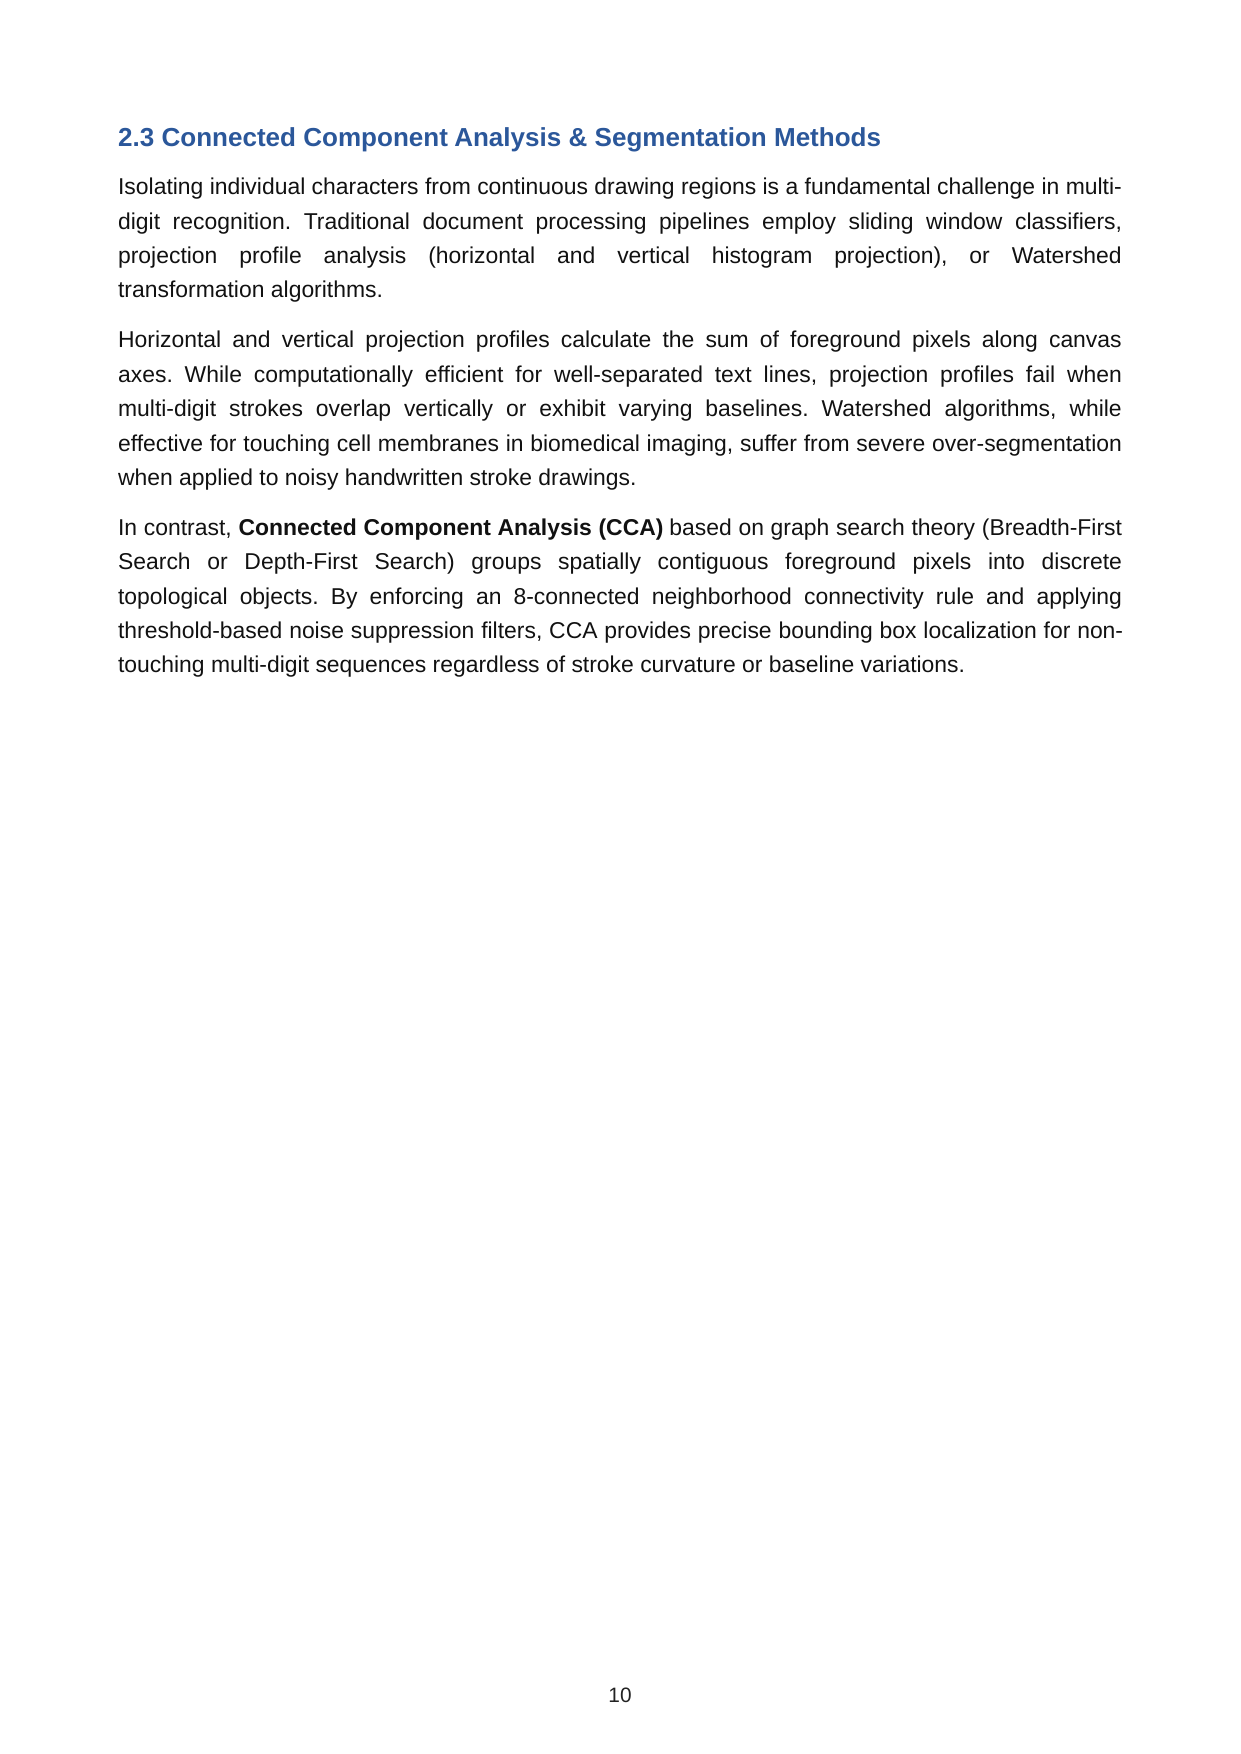 2.3 Connected Component Analysis & Segmentation Methods
Isolating individual characters from continuous drawing regions is a fundamental challenge in multi-
digit recognition. Traditional document processing pipelines employ sliding window classifiers,
projection profile analysis (horizontal and vertical histogram projection), or Watershed
transformation algorithms.
Horizontal and vertical projection profiles calculate the sum of foreground pixels along canvas
axes. While computationally efficient for well-separated text lines, projection profiles fail when
multi-digit strokes overlap vertically or exhibit varying baselines. Watershed algorithms, while
effective for touching cell membranes in biomedical imaging, suffer from severe over-segmentation
when applied to noisy handwritten stroke drawings.
In contrast, Connected Component Analysis (CCA) based on graph search theory (Breadth-First
Search or Depth-First Search) groups spatially contiguous foreground pixels into discrete
topological objects. By enforcing an 8-connected neighborhood connectivity rule and applying
threshold-based noise suppression filters, CCA provides precise bounding box localization for non-
touching multi-digit sequences regardless of stroke curvature or baseline variations.
10